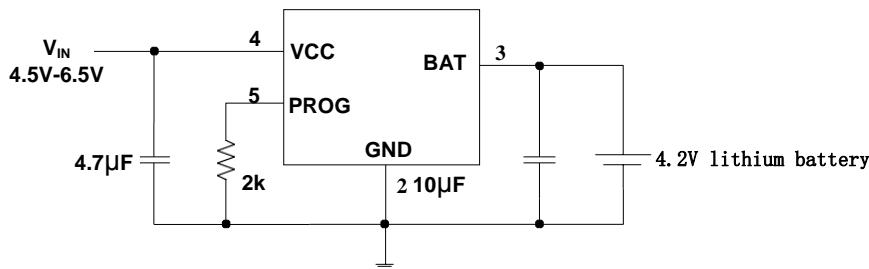 V_IN
4.5V-6.5V
4
VCC
BAT
3
5
PROG
4.7μF
2k
GND
2
10μF
4.2V lithium battery